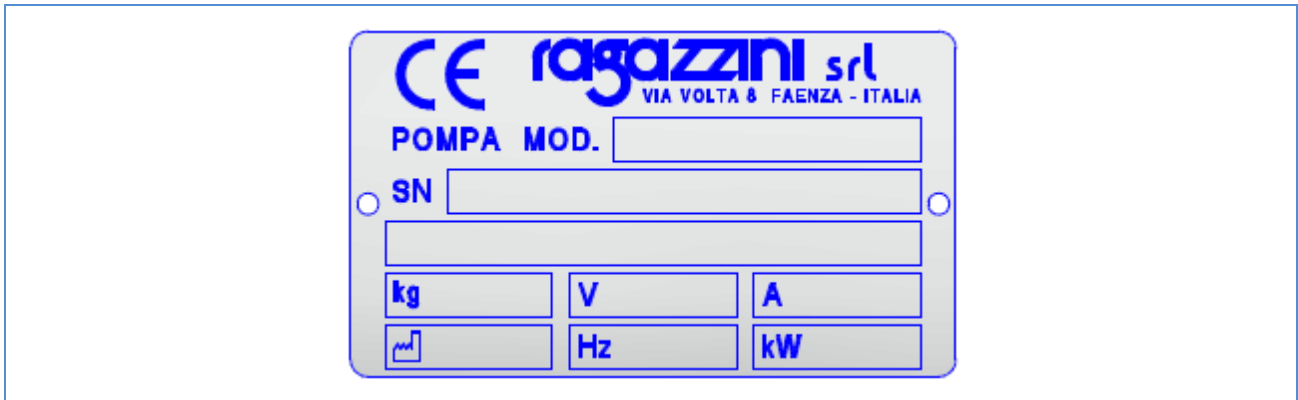 CE ragazzini srl
VIA VOLTA 8 FAENZA - ITALIA
POMPA MOD.
SN
kg V A
Hz kW